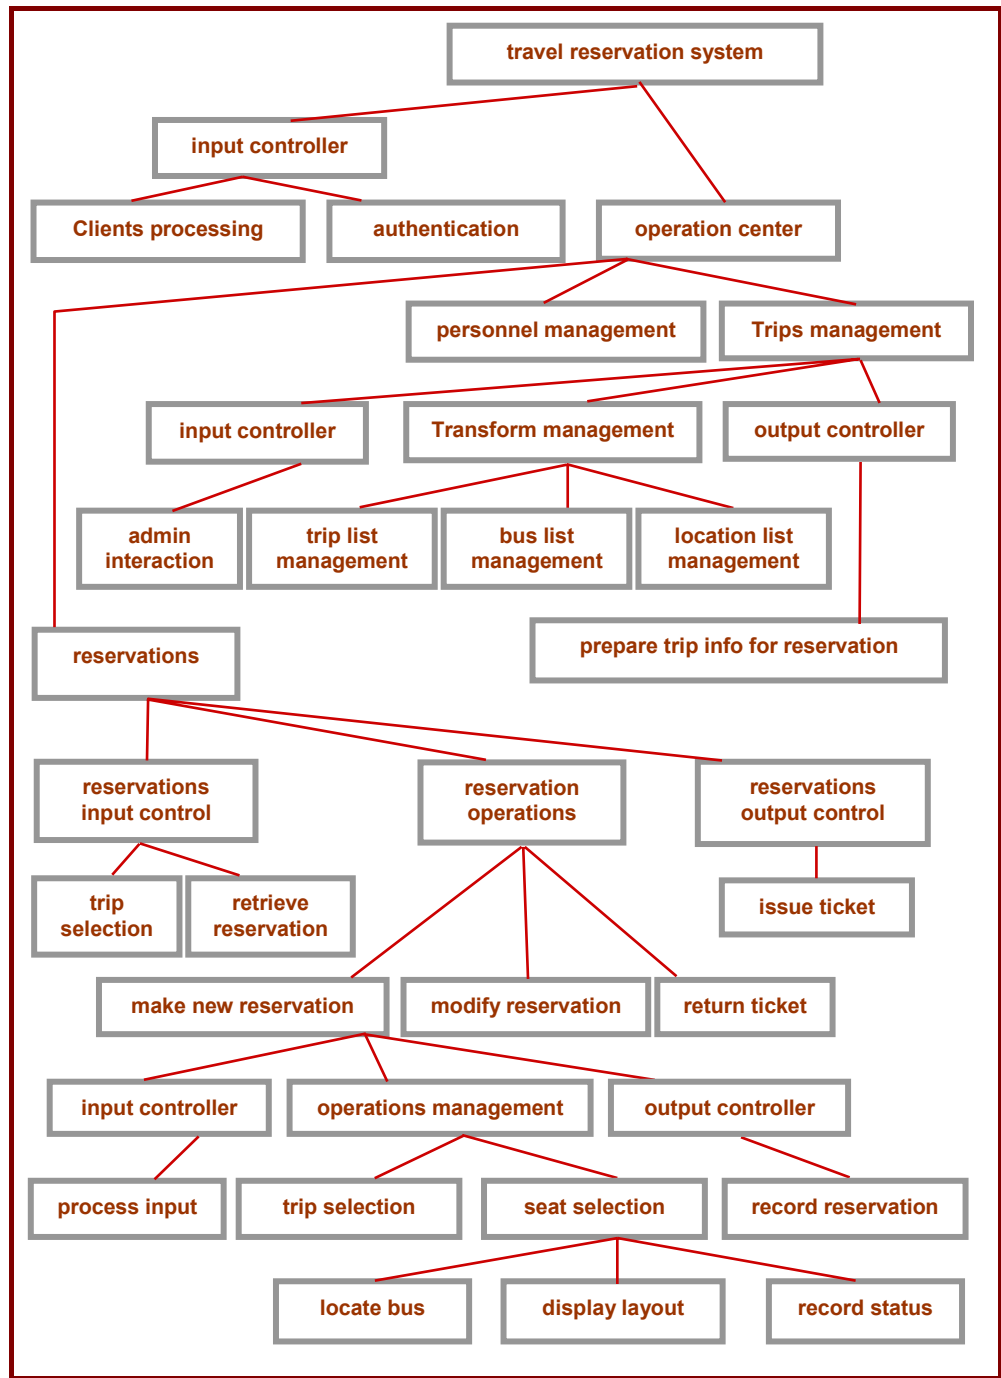 travel reservation system
input controller
Clients processing
authentication
operation center
personnel management
Trips management
input controller
Transform management
output controller
admin
interaction
trip list
management
bus list
management
location list
management
reservations
prepare trip info for reservation
reservations
input control
reservation
operations
reservations
output control
trip
selection
retrieve
reservation
issue ticket
make new reservation
modify reservation
return ticket
input controller
operations management
output controller
process input
trip selection
seat selection
record reservation
locate bus
display layout
record status